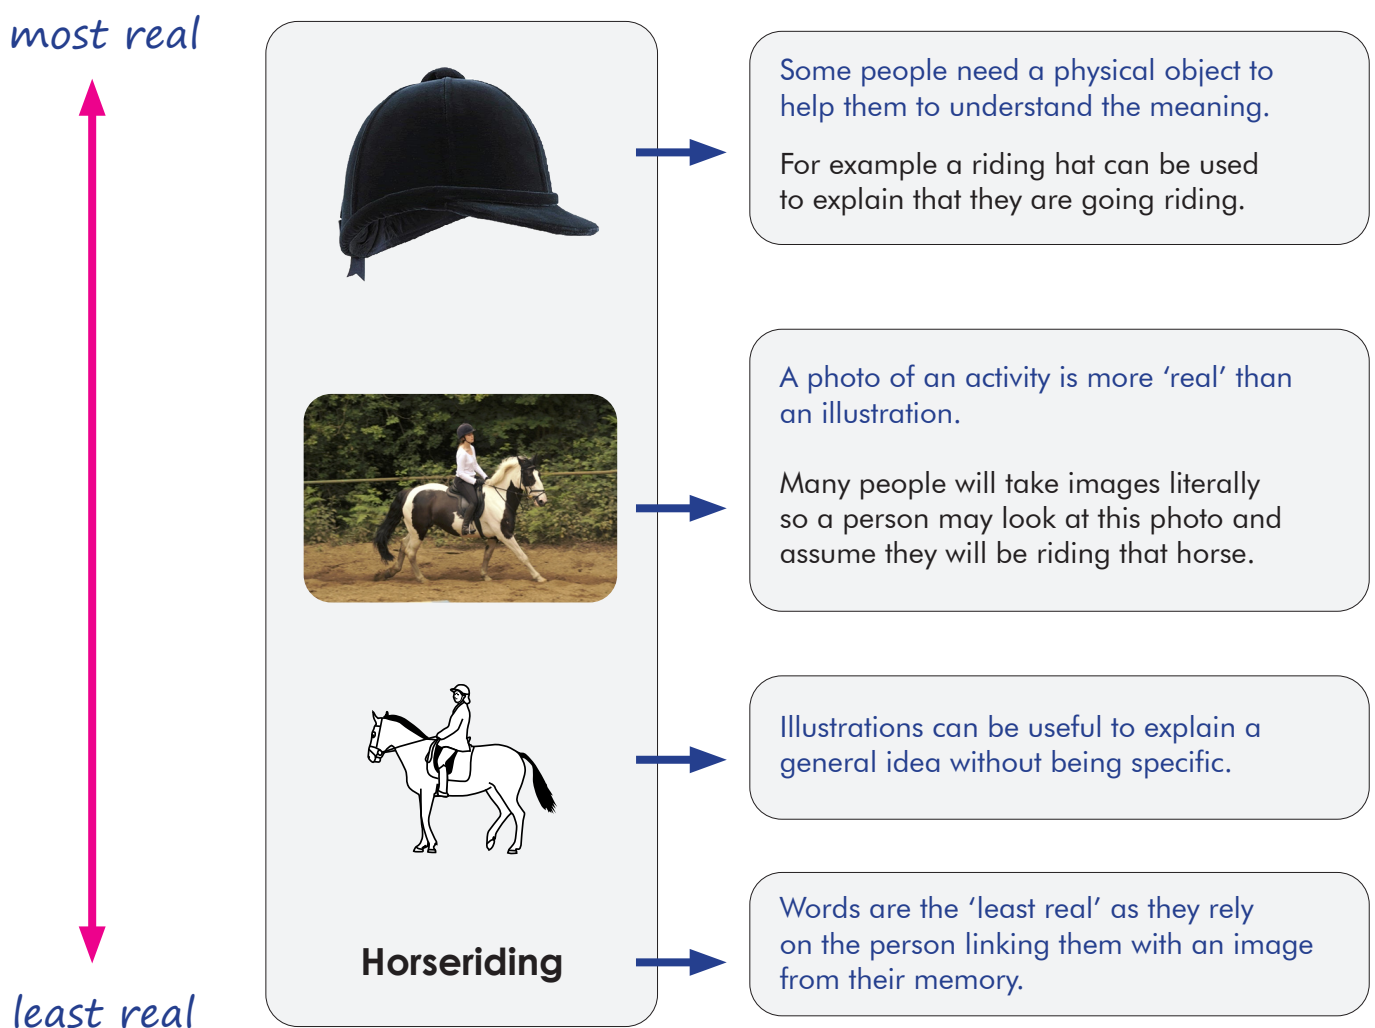 most real
Some people need a physical object to
help them to understand the meaning.
For example a riding hat can be used
to explain that they are going riding.
A photo of an activity is more ‘real’ than
an illustration.
Many people will take images literally
so a person may look at this photo and
assume they will be riding that horse.
Illustrations can be useful to explain a
general idea without being specific.
Horseriding
Words are the ‘least real’ as they rely
on the person linking them with an image
from their memory.
least real